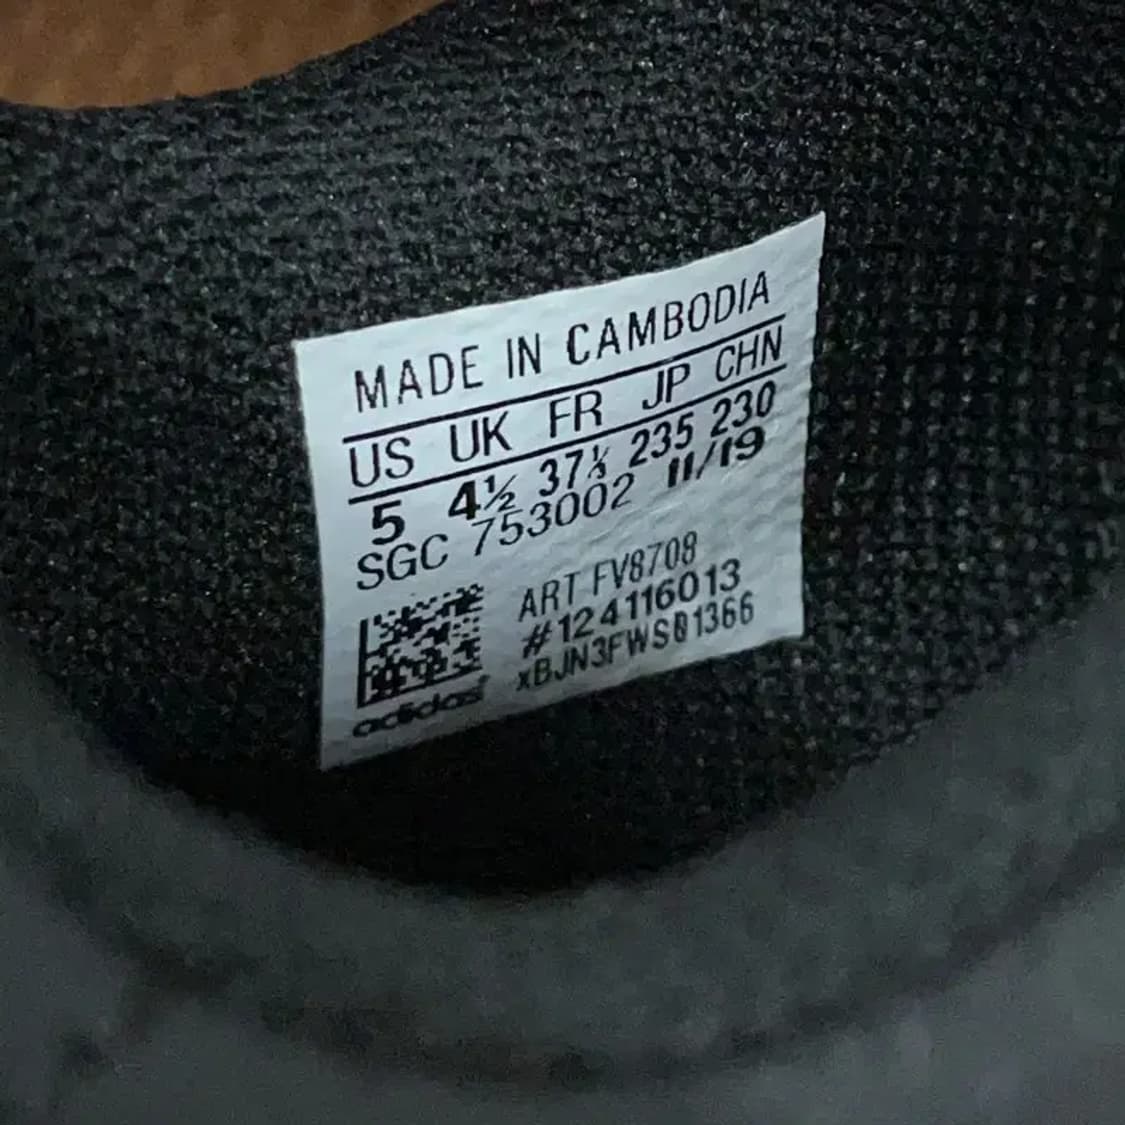 MADE IN CAMBODIA
US UK FR JP CHN
5 4½ 37⅓ 235 230
SGC 753002 11/19
ART FV8708
#124116013
xBJN3FWS01366
adidas